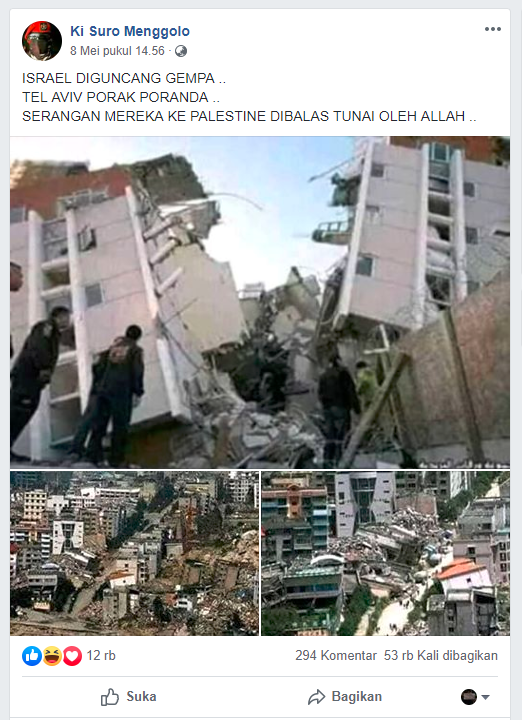 Ki Suro Menggolo
8 Mei pukul 14.56 ·
ISRAEL DIGUNCANG GEMPA ..
TEL AVIV PORAK PORANDA ..
SERANGAN MEREKA KE PALESTINE DIBALAS TUNAI OLEH ALLAH ..
12 rb
294 Komentar 53 rb Kali dibagikan
Suka
Bagikan